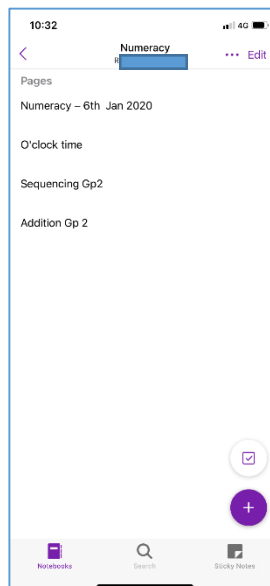 10:32
4G
Numeracy
R
Edit
Pages
Numeracy – 6th Jan 2020
O'clock time
Sequencing Gp2
Addition Gp 2
Notebooks
Search
Sticky Notes